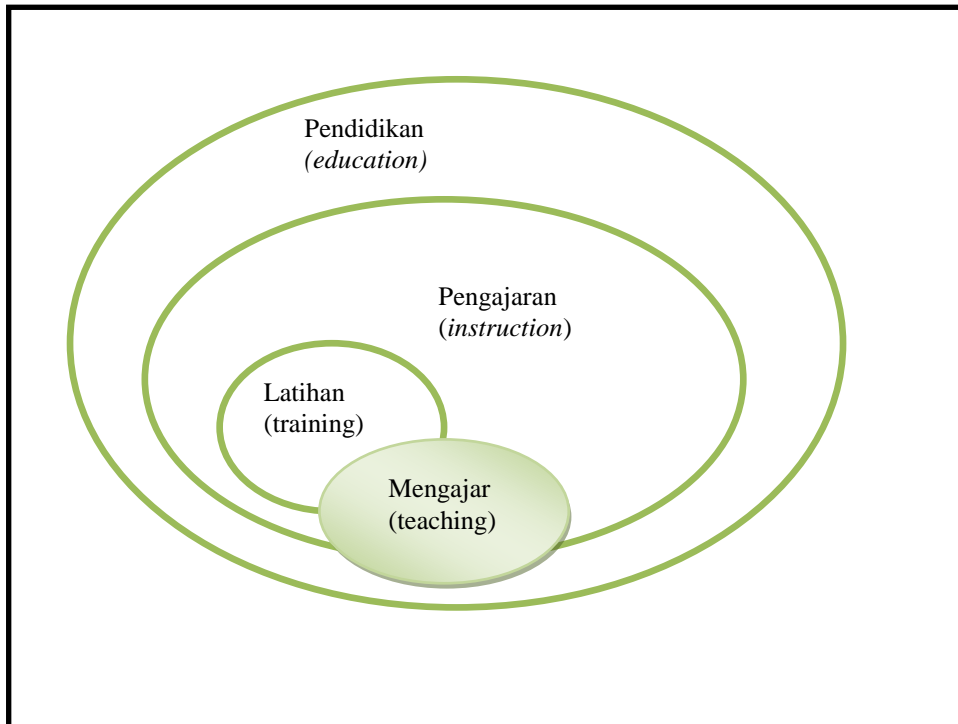 Pendidikan
(education)
Pengajaran
(instruction)
Latihan
(training)
Mengajar
(teaching)